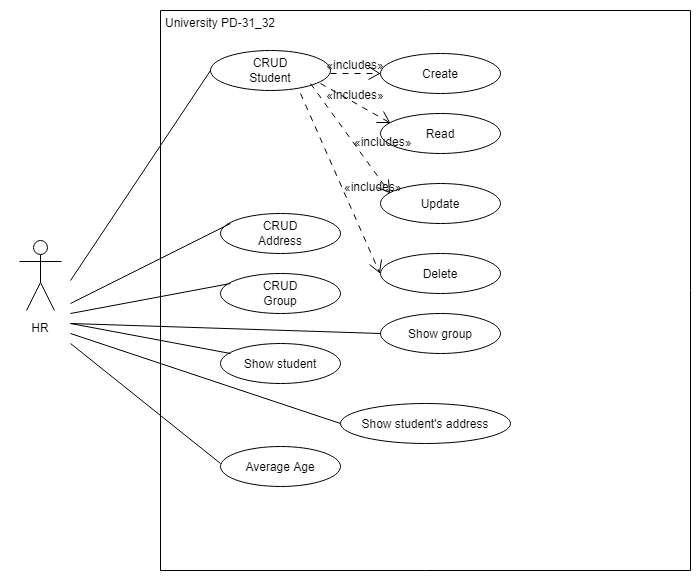 University PD-31_32
CRUD
Student
«includes»
Create
«includes»
Read
«includes»
«includes»
Update
CRUD
Address
Delete
CRUD
Group
HR
Show group
Show student
Show student's address
Average Age